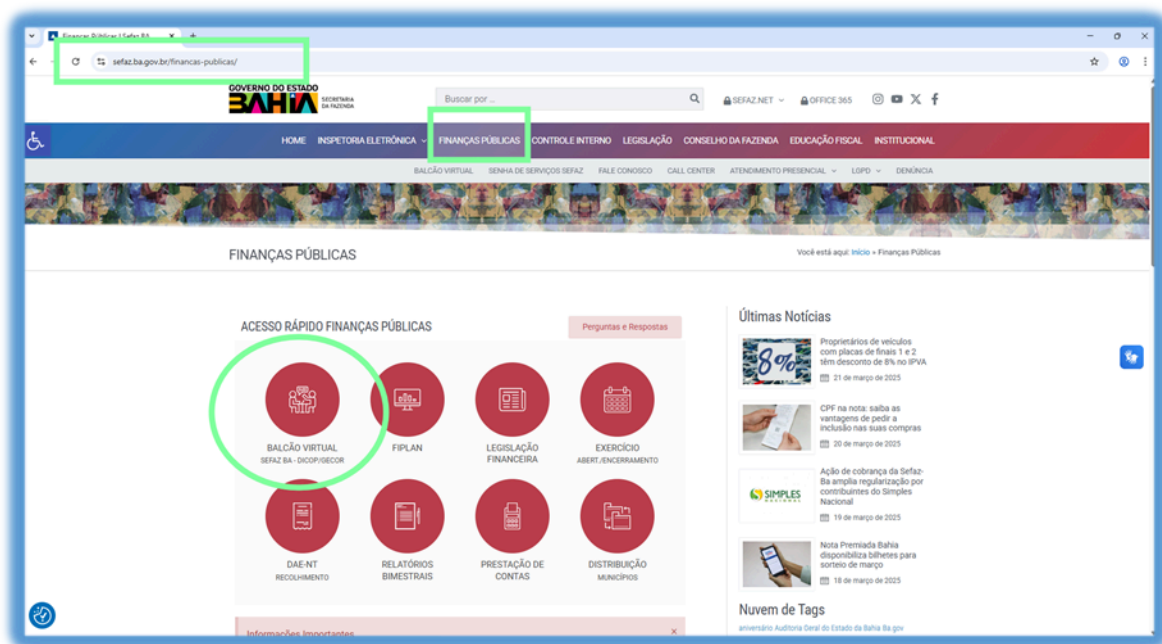 Finanças Públicas | Sefaz BA
sefaz.ba.gov.br/financas-publicas/
GOVERNO DO ESTADO
BAHIA
SECRETARIA
DA FAZENDA
Buscar por ...
SEFAZ.NET
OFFICE 365
HOME INSPETORIA ELETRÔNICA FINANÇAS PÚBLICAS CONTROLE INTERNO LEGISLAÇÃO CONSELHO DA FAZENDA EDUCAÇÃO FISCAL INSTITUCIONAL
BALCÃO VIRTUAL SENHA DE SERVIÇOS SEFAZ FALE CONOSCO CALL CENTER ATENDIMENTO PRESENCIAL LGPD DENÚNCIA
FINANÇAS PÚBLICAS
Você está aqui: Início » Finanças Públicas
ACESSO RÁPIDO FINANÇAS PÚBLICAS
Perguntas e Respostas
BALCÃO VIRTUAL
SEFAZ BA - DICOP/GECOR
FIPLAN
LEGISLAÇÃO
FINANCEIRA
EXERCÍCIO
ABERT./ENCERRAMENTO
DAE-NT
RECOLHIMENTO
RELATÓRIOS
BIMESTRAIS
PRESTAÇÃO DE
CONTAS
DISTRIBUIÇÃO
MUNICÍPIOS
Informações Importantes
Últimas Notícias
8%
Proprietários de veículos
com placas de finais 1 e 2
têm desconto de 8% no IPVA
21 de março de 2025
CPF na nota: saiba as
vantagens de pedir a
inclusão nas suas compras
20 de março de 2025
SIMPLES
NACIONAL
Ação de cobrança da Sefaz-
Ba amplia regularização por
contribuintes do Simples
Nacional
19 de março de 2025
Nota Premiada Bahia
disponibiliza bilhetes para
sorteio de março
18 de março de 2025
Nuvem de Tags
aniversário Auditoria Geral do Estado da Bahia Ba.gov